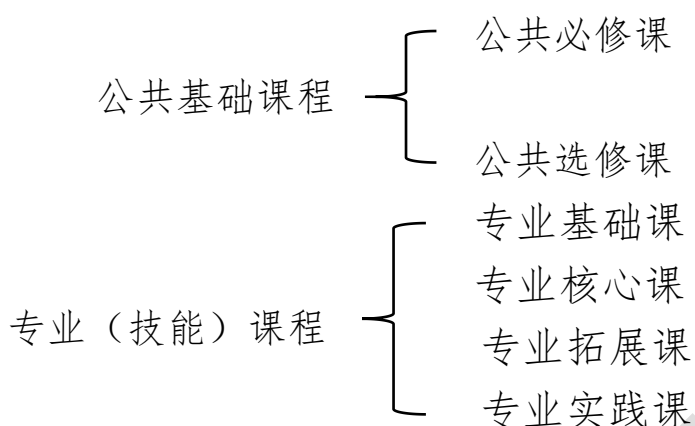 公共必修课
公共基础课程
公共选修课
专业基础课
专业核心课
专业（技能）课程
专业拓展课
专业实践课